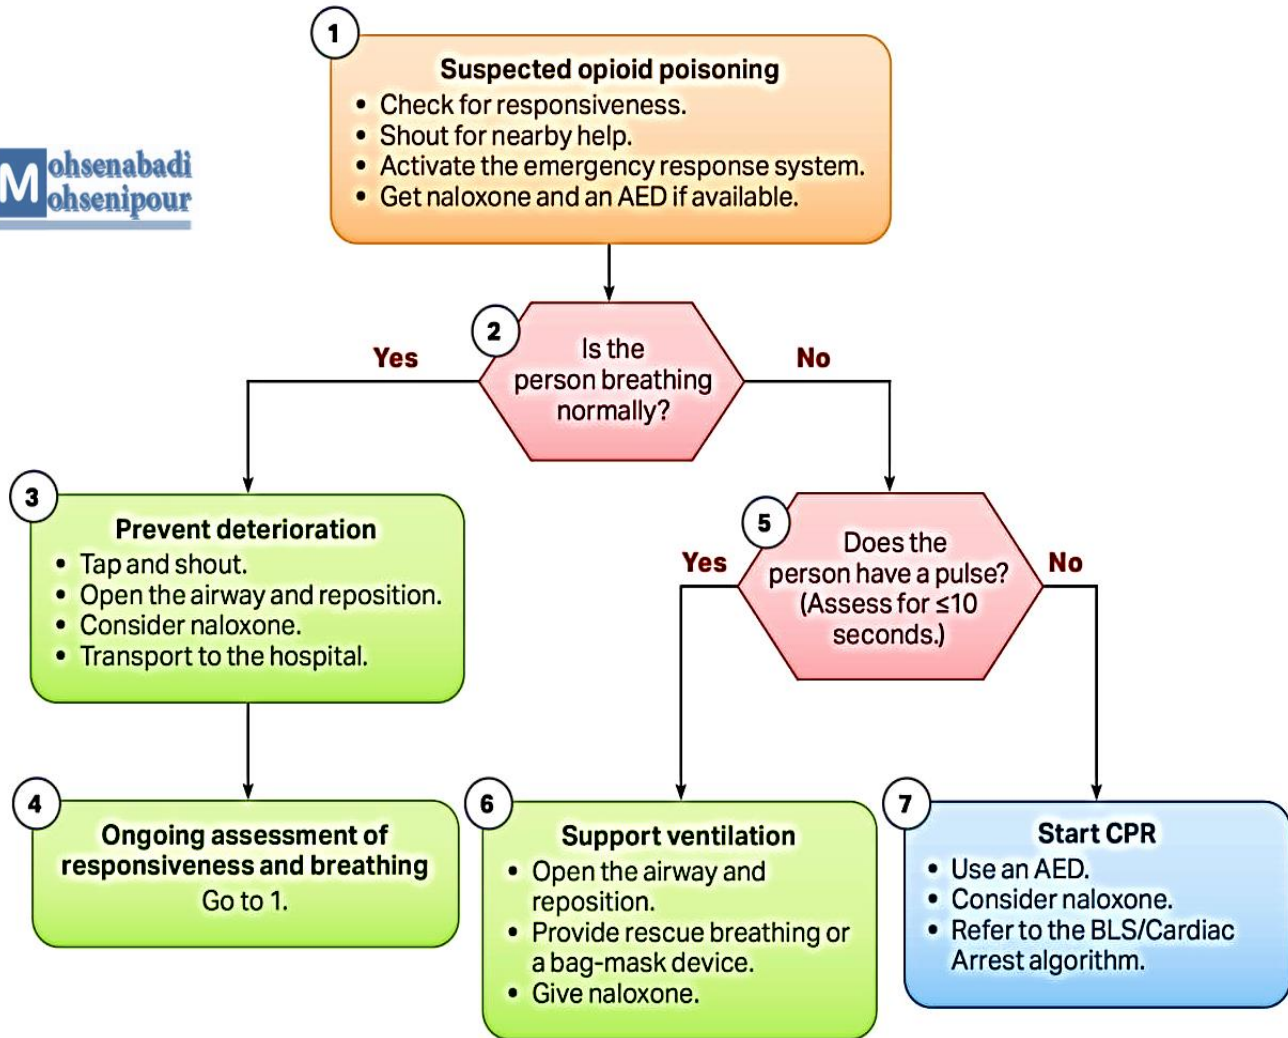 1
Suspected opioid poisoning
• Check for responsiveness.
• Shout for nearby help.
• Activate the emergency response system.
• Get naloxone and an AED if available.
Mohsenabadi
Mohsenipour
2
Is the
person breathing
normally?
Yes
No
3
Prevent deterioration
• Tap and shout.
• Open the airway and reposition.
• Consider naloxone.
• Transport to the hospital.
5
Does the
person have a pulse?
(Assess for ≤10
seconds.)
Yes
No
4
Ongoing assessment of
responsiveness and breathing
Go to 1.
6
Support ventilation
• Open the airway and
reposition.
• Provide rescue breathing or
a bag-mask device.
• Give naloxone.
7
Start CPR
• Use an AED.
• Consider naloxone.
• Refer to the BLS/Cardiac
Arrest algorithm.